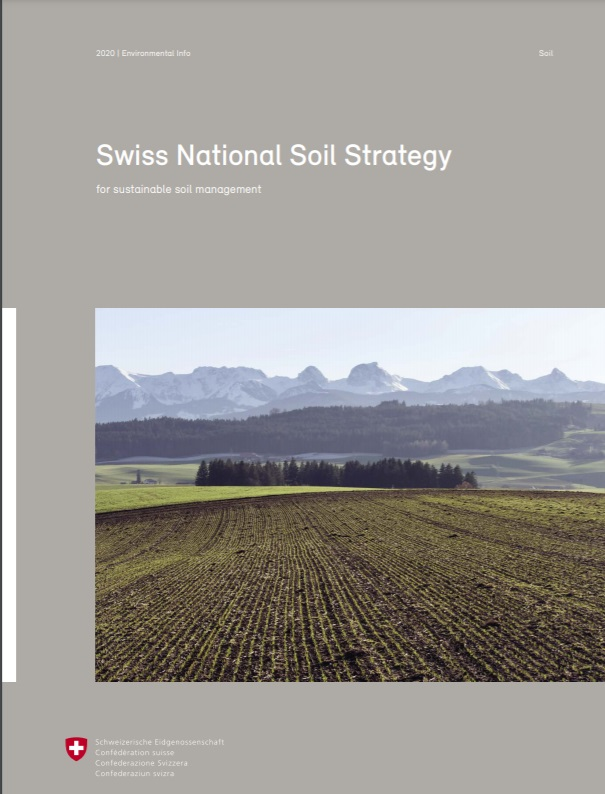 2020 | Environmental Info
Soil
Swiss National Soil Strategy
for sustainable soil management
Schweizerische Eidgenossenschaft
Confédération suisse
Confederazione Svizzera
Confederaziun svizra